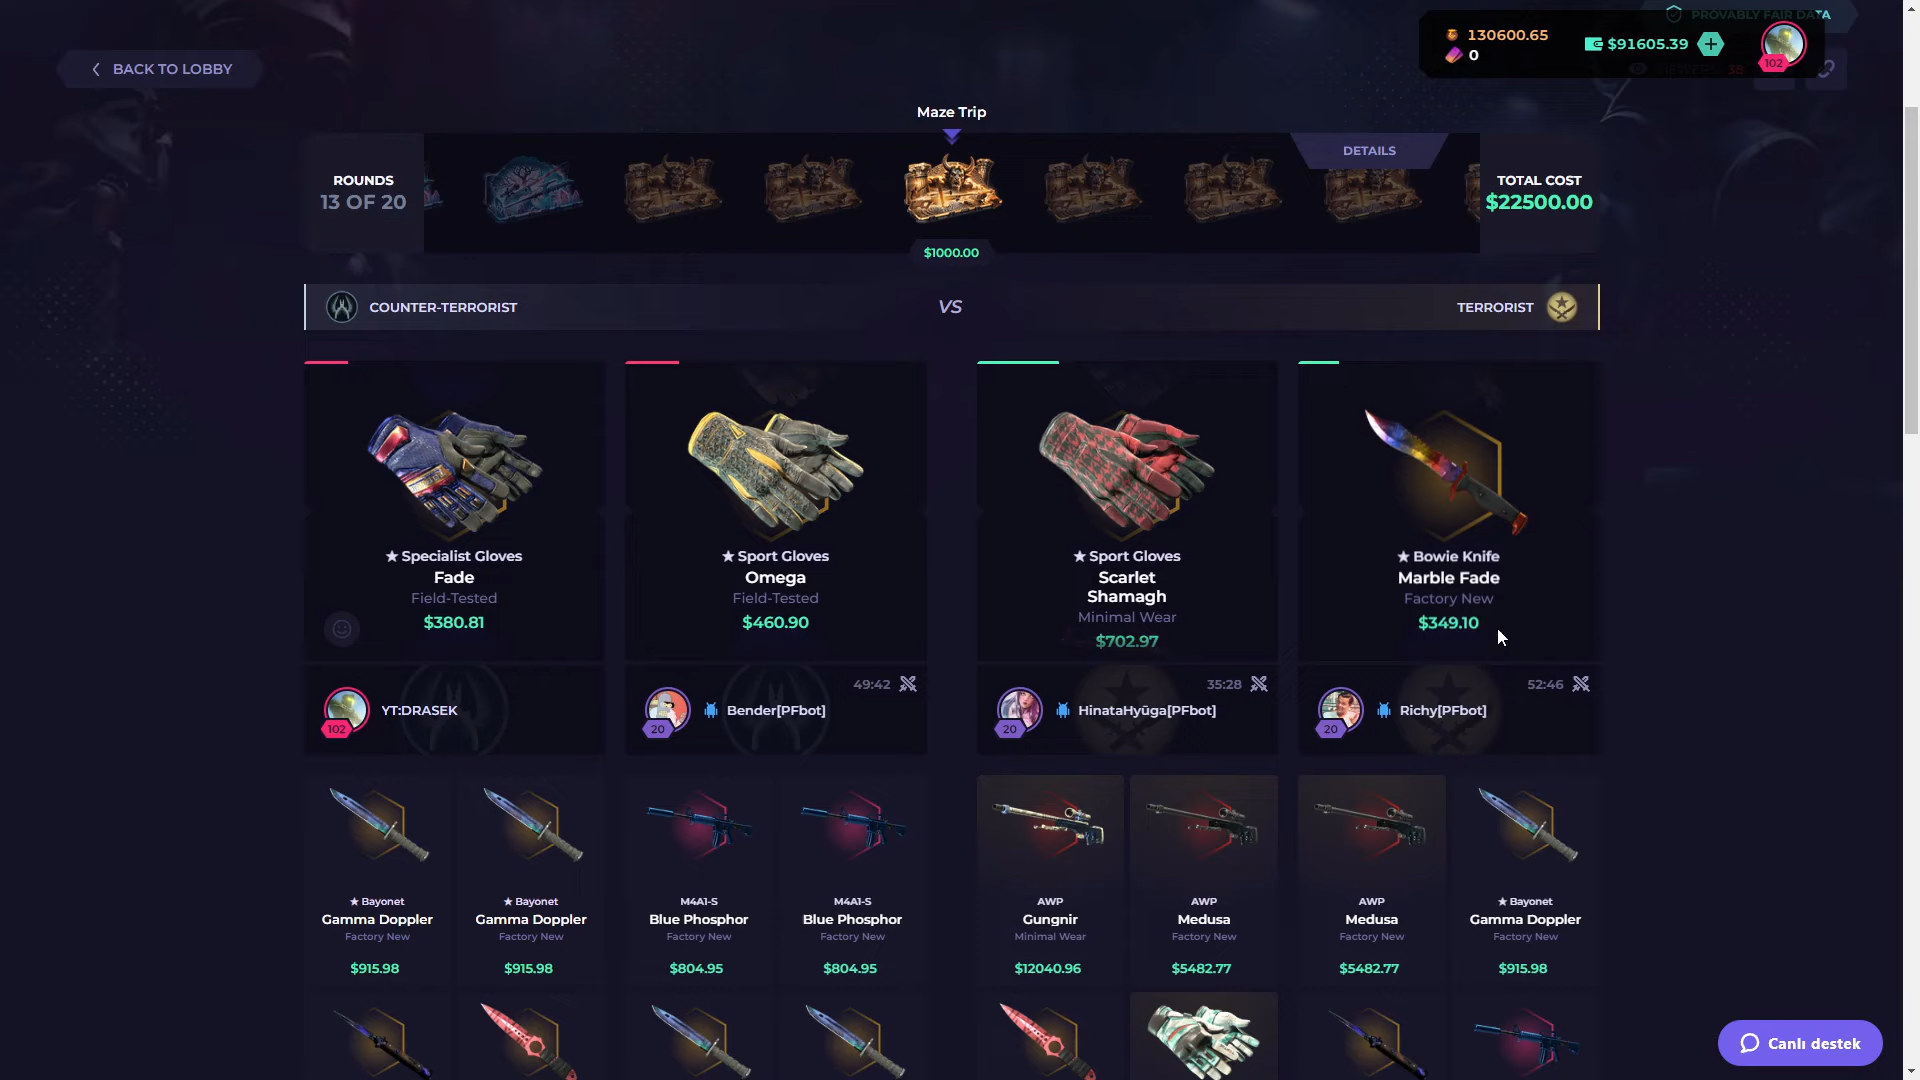 PROVABLY FAIR DATA
130600.65
0
$91605.39
102
BACK TO LOBBY
Maze Trip
DETAILS
ROUNDS
13 OF 20
TOTAL COST
$22500.00
$1000.00
COUNTER-TERRORIST
VS
TERRORIST
★ Specialist Gloves
Fade
Field-Tested
$380.81
★ Sport Gloves
Omega
Field-Tested
$460.90
★ Sport Gloves
Scarlet
Shamagh
Minimal Wear
$702.97
★ Bowie Knife
Marble Fade
Factory New
$349.10
YT:DRASEK
102
49:42
Bender[PFbot]
20
35:28
HinataHyūga[PFbot]
20
52:46
Richy[PFbot]
20
★ Bayonet
Gamma Doppler
Factory New
$915.98
★ Bayonet
Gamma Doppler
Factory New
$915.98
M4A1-S
Blue Phosphor
Factory New
$804.95
M4A1-S
Blue Phosphor
Factory New
$804.95
AWP
Gungnir
Minimal Wear
$12040.96
AWP
Medusa
Factory New
$5482.77
AWP
Medusa
Factory New
$5482.77
★ Bayonet
Gamma Doppler
Factory New
$915.98
Canlı destek